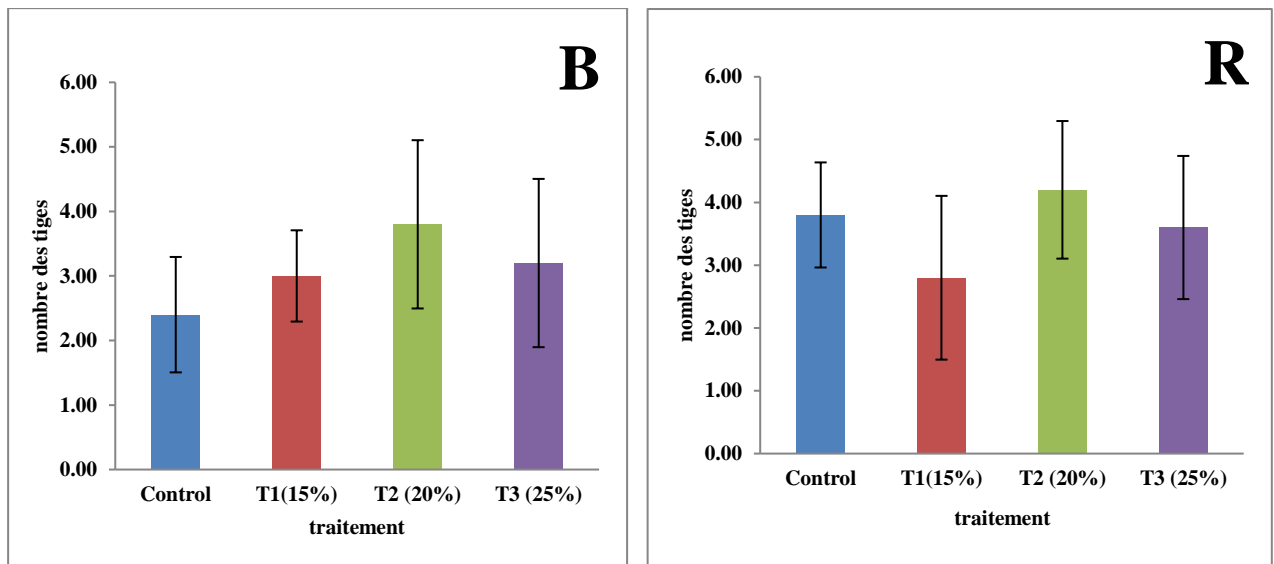 B
6.00
5.00
4.00
3.00
2.00
1.00
0.00
nombre des tiges
Control T1(15%) T2 (20%) T3 (25%)
traitement
R
6.00
5.00
4.00
3.00
2.00
1.00
0.00
nombre des tiges
Control T1(15%) T2 (20%) T3 (25%)
traitement